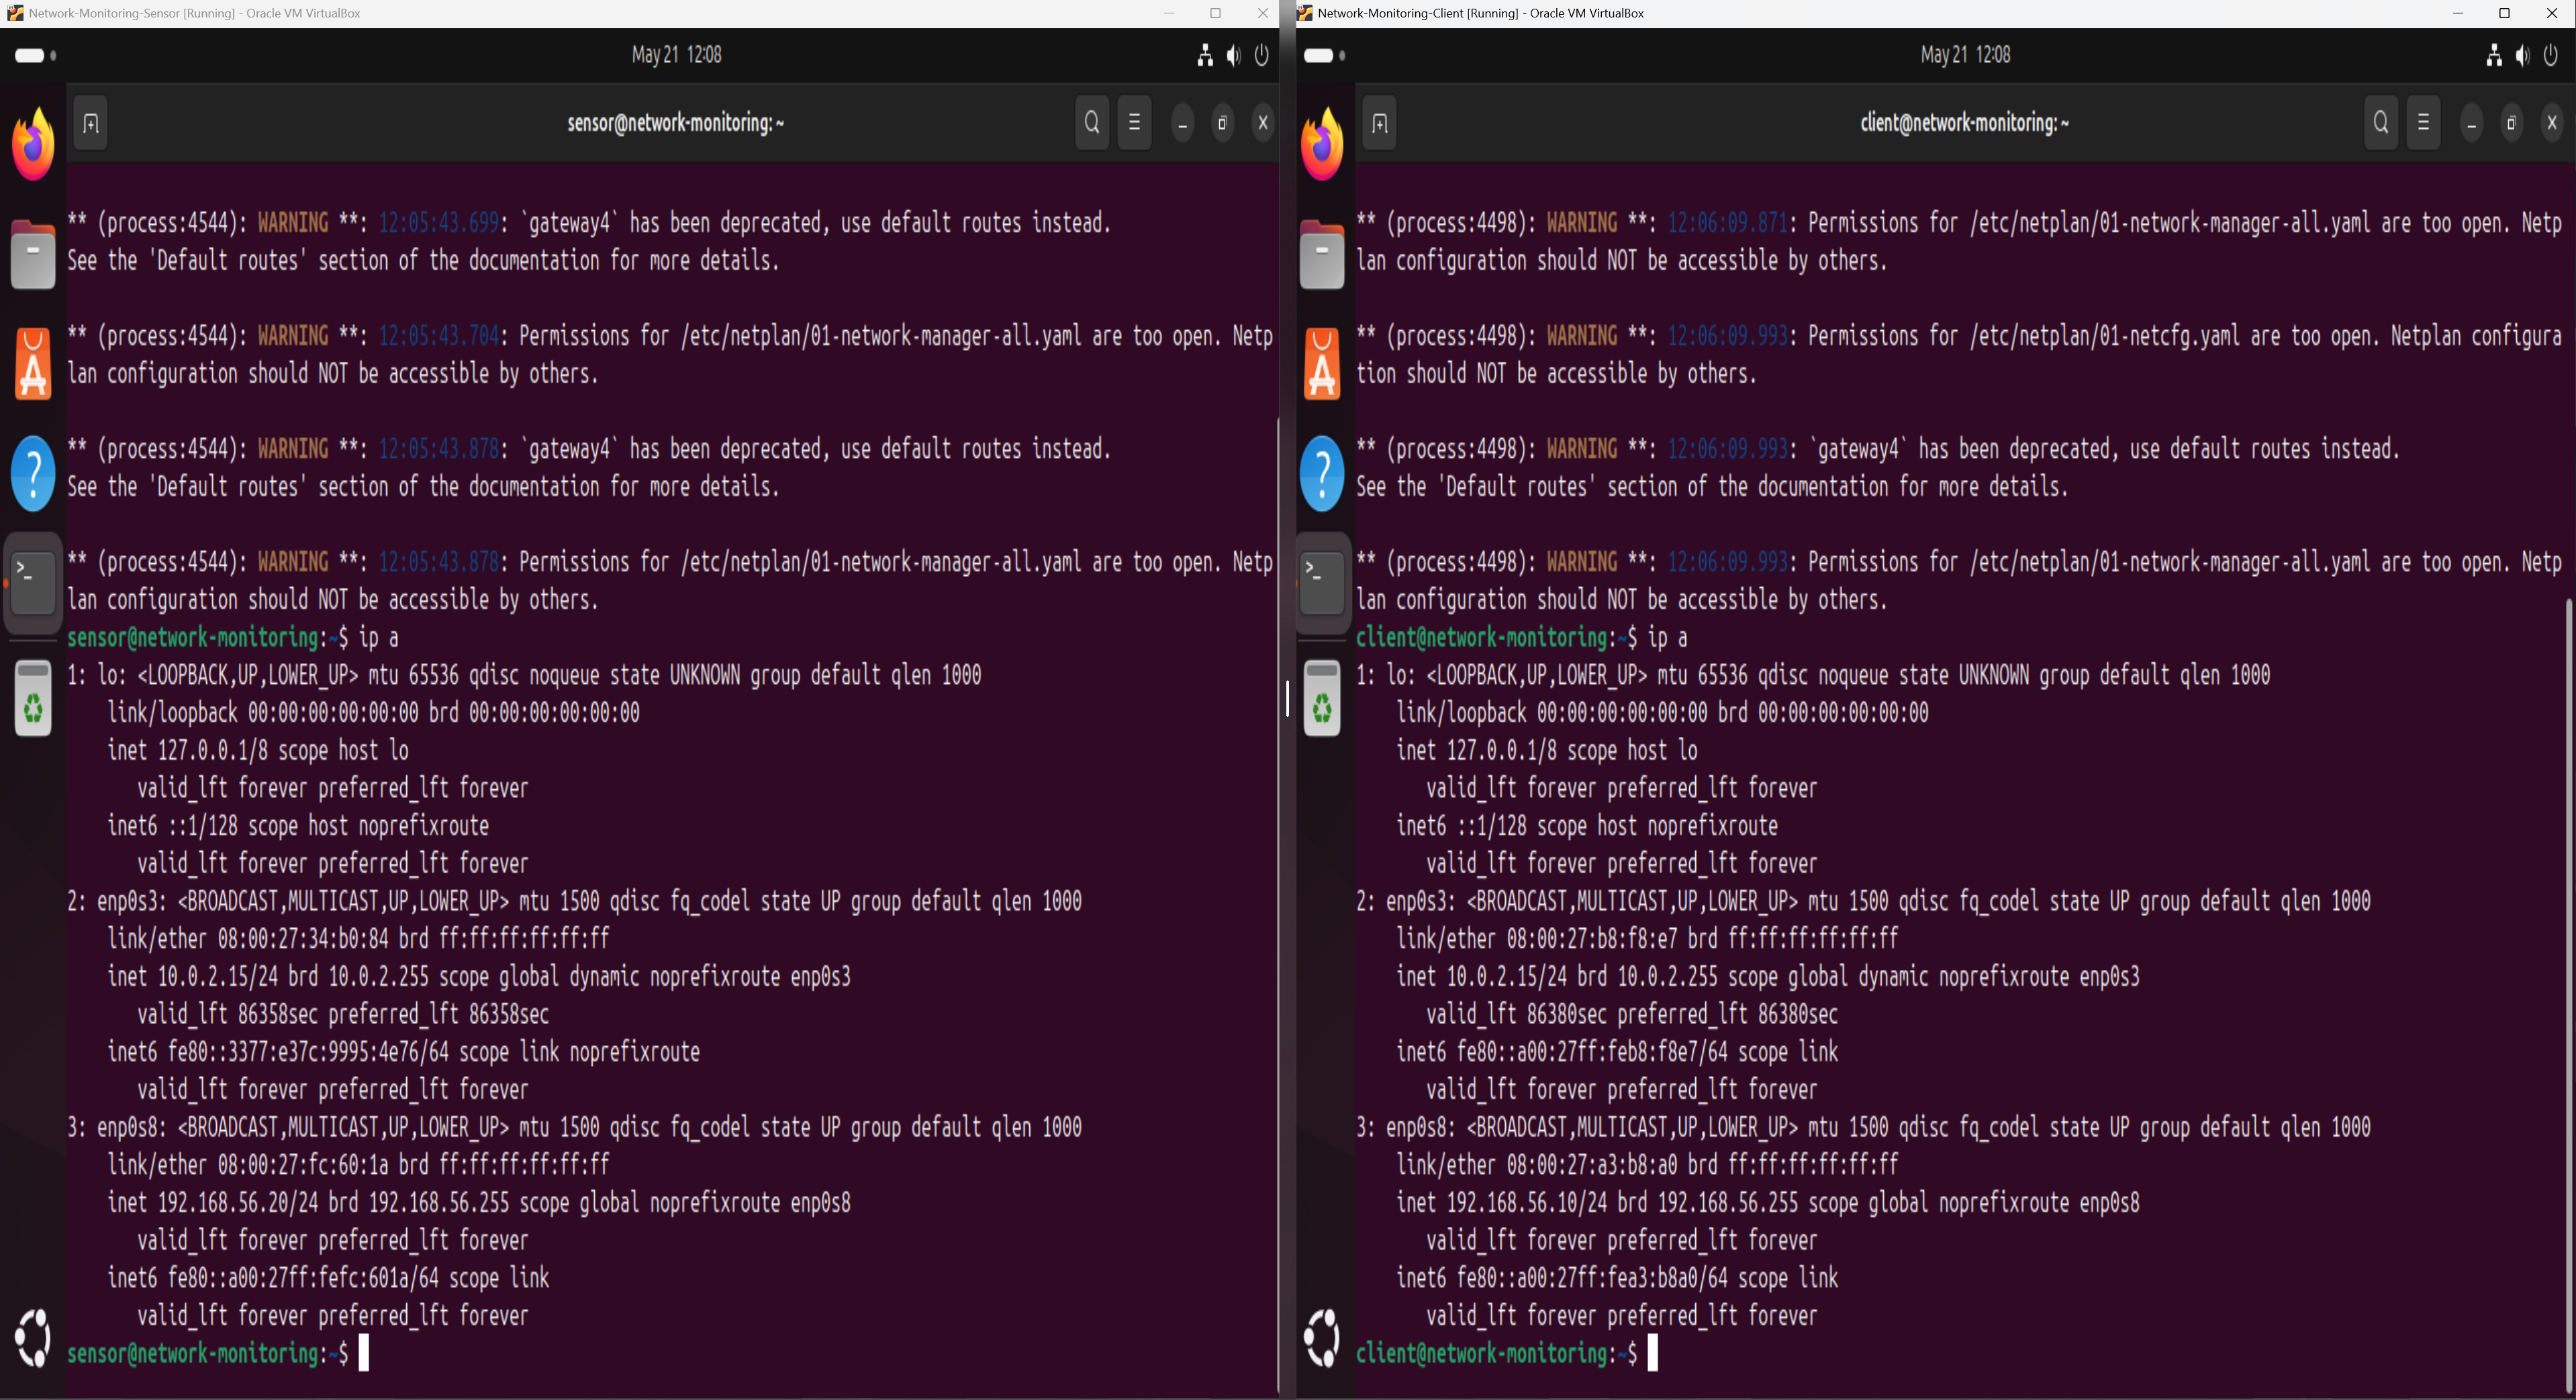 Network-Monitoring-Sensor [Running] - Oracle VM VirtualBox
May 21 12:08
sensor@network-monitoring: ~
** (process:4544): WARNING **: 12:05:43.699: `gateway4` has been deprecated, use default routes instead.
See the 'Default routes' section of the documentation for more details.
** (process:4544): WARNING **: 12:05:43.704: Permissions for /etc/netplan/01-network-manager-all.yaml are too open. Netp
lan configuration should NOT be accessible by others.
** (process:4544): WARNING **: 12:05:43.878: `gateway4` has been deprecated, use default routes instead.
See the 'Default routes' section of the documentation for more details.
** (process:4544): WARNING **: 12:05:43.878: Permissions for /etc/netplan/01-network-manager-all.yaml are too open. Netp
lan configuration should NOT be accessible by others.
sensor@network-monitoring:~$ ip a
1: lo: <LOOPBACK,UP,LOWER_UP> mtu 65536 qdisc noqueue state UNKNOWN group default qlen 1000
link/loopback 00:00:00:00:00:00 brd 00:00:00:00:00:00
inet 127.0.0.1/8 scope host lo
valid_lft forever preferred_lft forever
inet6 ::1/128 scope host noprefixroute
valid_lft forever preferred_lft forever
2: enp0s3: <BROADCAST,MULTICAST,UP,LOWER_UP> mtu 1500 qdisc fq_codel state UP group default qlen 1000
link/ether 08:00:27:34:b0:84 brd ff:ff:ff:ff:ff:ff
inet 10.0.2.15/24 brd 10.0.2.255 scope global dynamic noprefixroute enp0s3
valid_lft 86358sec preferred_lft 86358sec
inet6 fe80::3377:e37c:9995:4e76/64 scope link noprefixroute
valid_lft forever preferred_lft forever
3: enp0s8: <BROADCAST,MULTICAST,UP,LOWER_UP> mtu 1500 qdisc fq_codel state UP group default qlen 1000
link/ether 08:00:27:fc:60:1a brd ff:ff:ff:ff:ff:ff
inet 192.168.56.20/24 brd 192.168.56.255 scope global noprefixroute enp0s8
valid_lft forever preferred_lft forever
inet6 fe80::a00:27ff:fefc:601a/64 scope link
valid_lft forever preferred_lft forever
sensor@network-monitoring:~$
Network-Monitoring-Client [Running] - Oracle VM VirtualBox
May 21 12:08
client@network-monitoring: ~
** (process:4498): WARNING **: 12:06:09.871: Permissions for /etc/netplan/01-network-manager-all.yaml are too open. Netp
lan configuration should NOT be accessible by others.
** (process:4498): WARNING **: 12:06:09.993: Permissions for /etc/netplan/01-netcfg.yaml are too open. Netplan configura
tion should NOT be accessible by others.
** (process:4498): WARNING **: 12:06:09.993: `gateway4` has been deprecated, use default routes instead.
See the 'Default routes' section of the documentation for more details.
** (process:4498): WARNING **: 12:06:09.993: Permissions for /etc/netplan/01-network-manager-all.yaml are too open. Netp
lan configuration should NOT be accessible by others.
client@network-monitoring:~$ ip a
1: lo: <LOOPBACK,UP,LOWER_UP> mtu 65536 qdisc noqueue state UNKNOWN group default qlen 1000
link/loopback 00:00:00:00:00:00 brd 00:00:00:00:00:00
inet 127.0.0.1/8 scope host lo
valid_lft forever preferred_lft forever
inet6 ::1/128 scope host noprefixroute
valid_lft forever preferred_lft forever
2: enp0s3: <BROADCAST,MULTICAST,UP,LOWER_UP> mtu 1500 qdisc fq_codel state UP group default qlen 1000
link/ether 08:00:27:b8:f8:e7 brd ff:ff:ff:ff:ff:ff
inet 10.0.2.15/24 brd 10.0.2.255 scope global dynamic noprefixroute enp0s3
valid_lft 86380sec preferred_lft 86380sec
inet6 fe80::a00:27ff:feb8:f8e7/64 scope link
valid_lft forever preferred_lft forever
3: enp0s8: <BROADCAST,MULTICAST,UP,LOWER_UP> mtu 1500 qdisc fq_codel state UP group default qlen 1000
link/ether 08:00:27:a3:b8:a0 brd ff:ff:ff:ff:ff:ff
inet 192.168.56.10/24 brd 192.168.56.255 scope global noprefixroute enp0s8
valid_lft forever preferred_lft forever
inet6 fe80::a00:27ff:fea3:b8a0/64 scope link
valid_lft forever preferred_lft forever
client@network-monitoring:~$